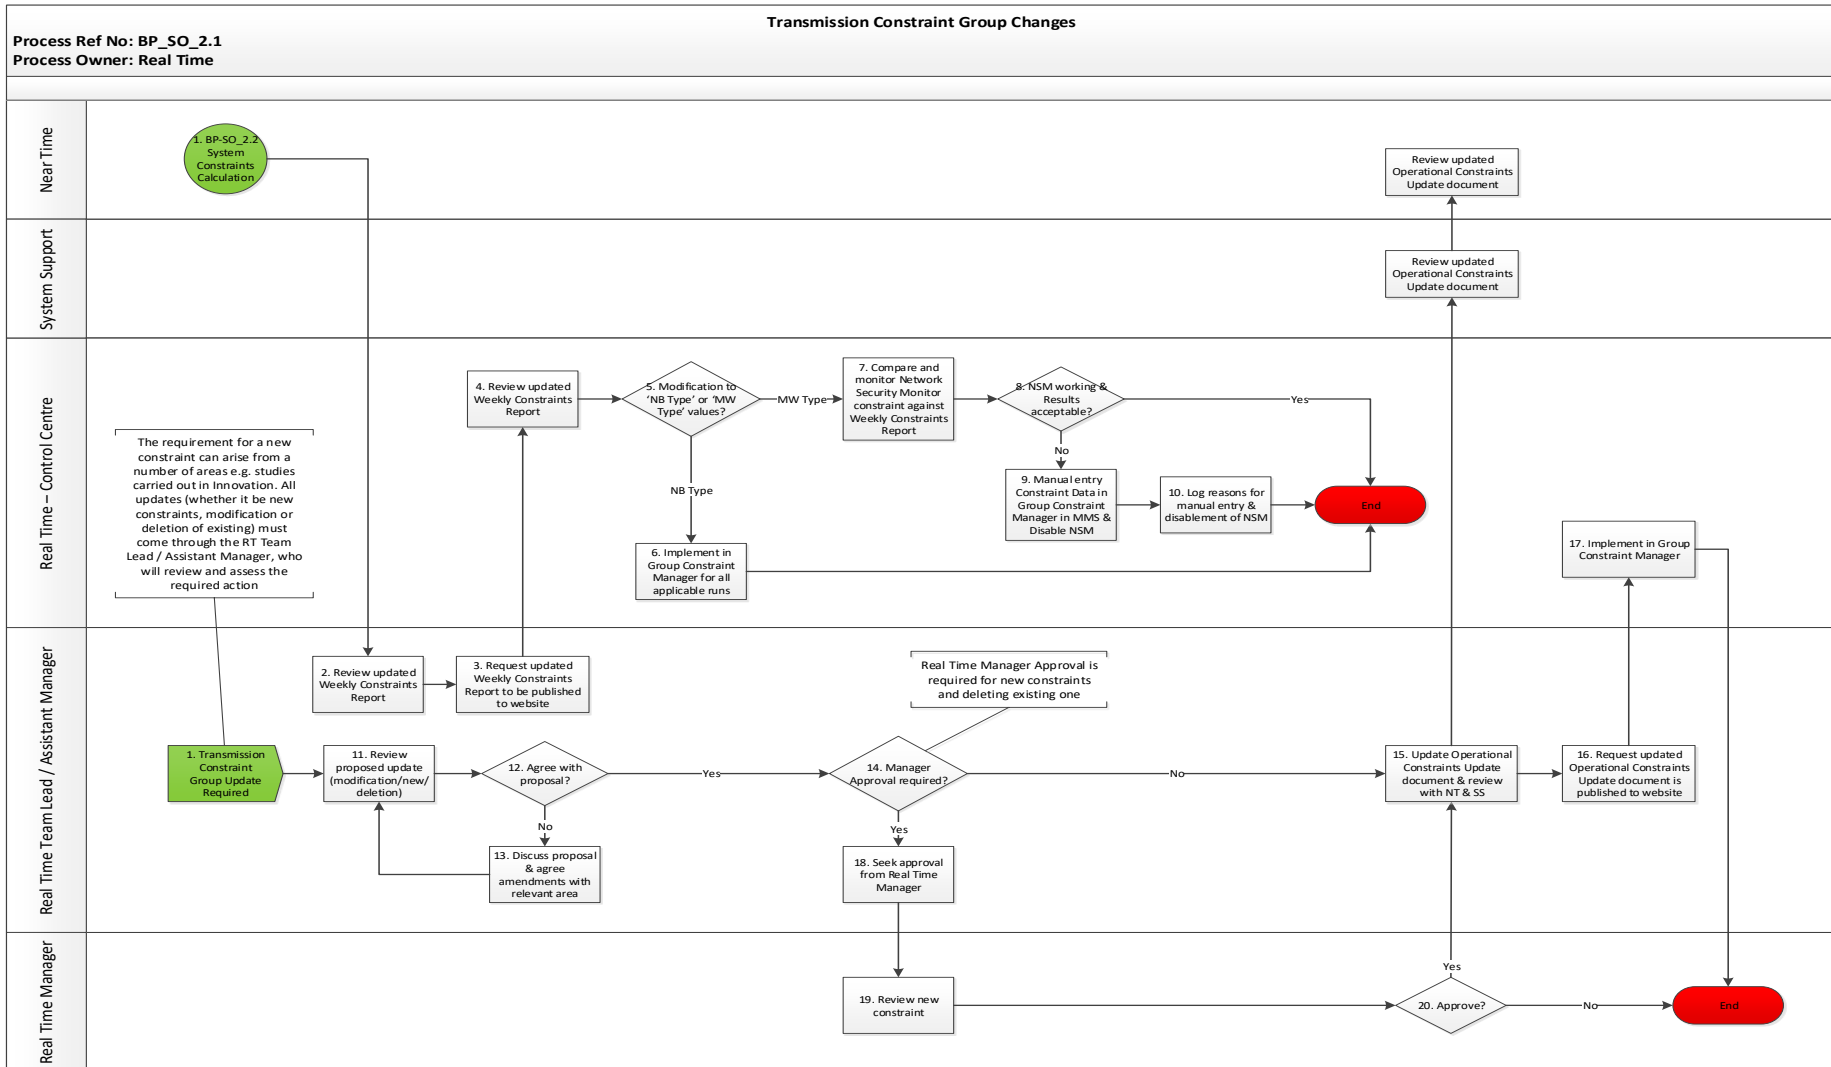 Transmission Constraint Group Changes
Process Ref No: BP_SO_2.1
Process Owner: Real Time
Near Time
1. BP-SO_2.2
System
Constraints
Calculation
Review updated
Operational Constraints
Update document
System Support
Review updated
Operational Constraints
Update document
Real Time – Control Centre
The requirement for a new
constraint can arise from a
number of areas e.g. studies
carried out in Innovation. All
updates (whether it be new
constraints, modification or
deletion of existing) must
come through the RT Team
Lead / Assistant Manager, who
will review and assess the
required action
4. Review updated
Weekly Constraints
Report
5. Modification to
‘NB Type’ or ‘MW
Type’ values?
MW Type
NB Type
6. Implement in
Group Constraint
Manager for all
applicable runs
7. Compare and
monitor Network
Security Monitor
constraint against
Weekly Constraints
Report
8. NSM working &
Results
acceptable?
Yes
No
9. Manual entry
Constraint Data in
Group Constraint
Manager in MMS &
Disable NSM
10. Log reasons for
manual entry &
disablement of NSM
End
17. Implement in Group
Constraint Manager
Real Time Team Lead / Assistant Manager
2. Review updated
Weekly Constraints
Report
3. Request updated
Weekly Constraints
Report to be published
to website
Real Time Manager Approval is
required for new constraints
and deleting existing one
1. Transmission
Constraint
Group Update
Required
11. Review
proposed update
(modification/new/
deletion)
12. Agree with
proposal?
Yes
No
13. Discuss proposal
& agree
amendments with
relevant area
14. Manager
Approval required?
No
Yes
18. Seek approval
from Real Time
Manager
15. Update Operational
Constraints Update
document & review
with NT & SS
16. Request updated
Operational Constraints
Update document is
published to website
Real Time Manager
19. Review new
constraint
Yes
20. Approve?
No
End